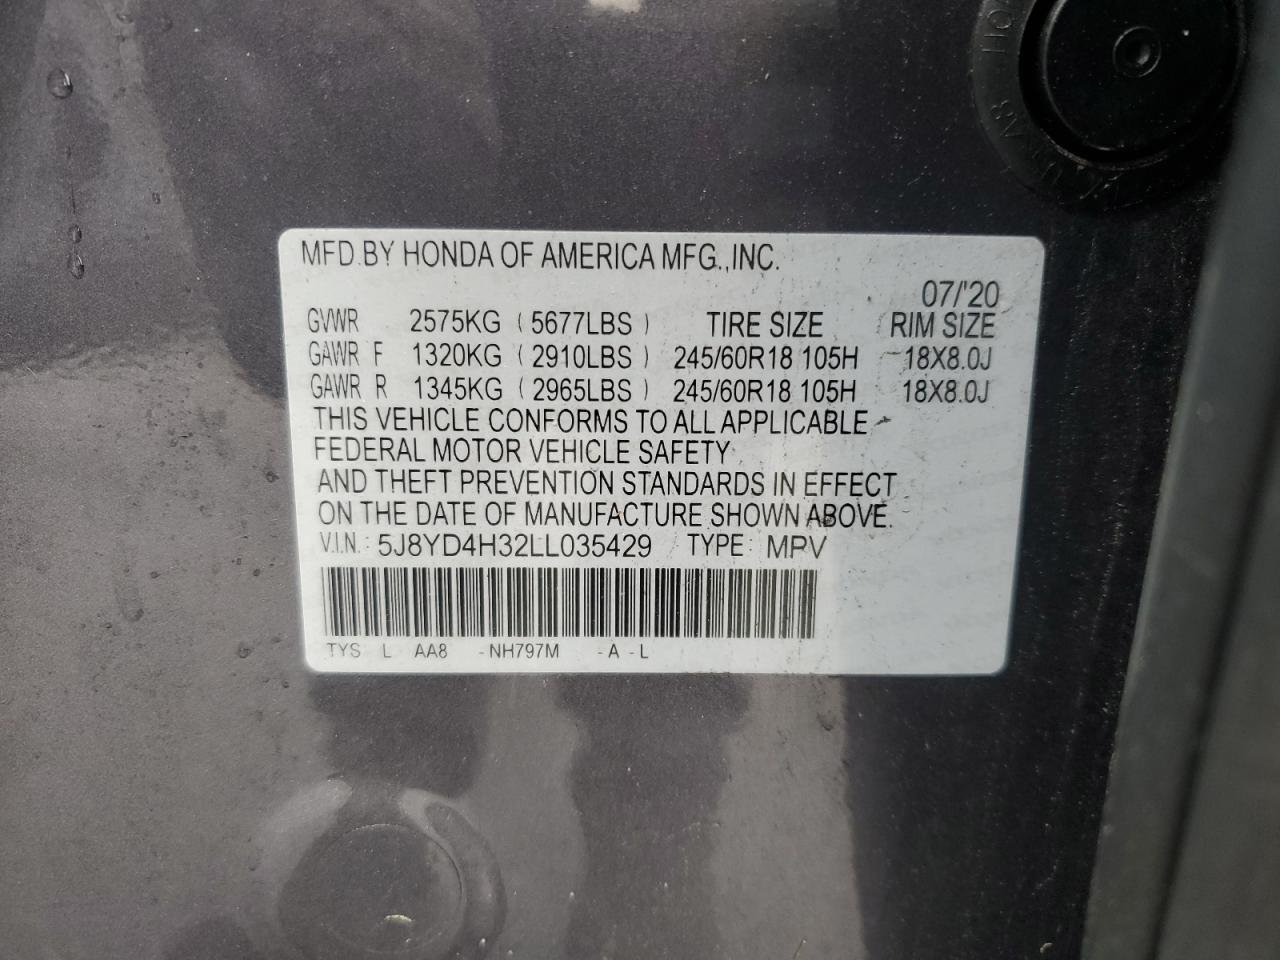 MFD.BY HONDA OF AMERICA MFG.,INC.
07/'20
GVWR 2575KG ( 5677LBS ) TIRE SIZE RIM SIZE
GAWR F 1320KG ( 2910LBS ) 245/60R18 105H 18X8.0J
GAWR R 1345KG ( 2965LBS ) 245/60R18 105H 18X8.0J
THIS VEHICLE CONFORMS TO ALL APPLICABLE
FEDERAL MOTOR VEHICLE SAFETY
AND THEFT PREVENTION STANDARDS IN EFFECT
ON THE DATE OF MANUFACTURE SHOWN ABOVE.
V.I.N.: 5J8YD4H32LL035429 TYPE: MPV
TYS L AA8 -NH797M -A -L